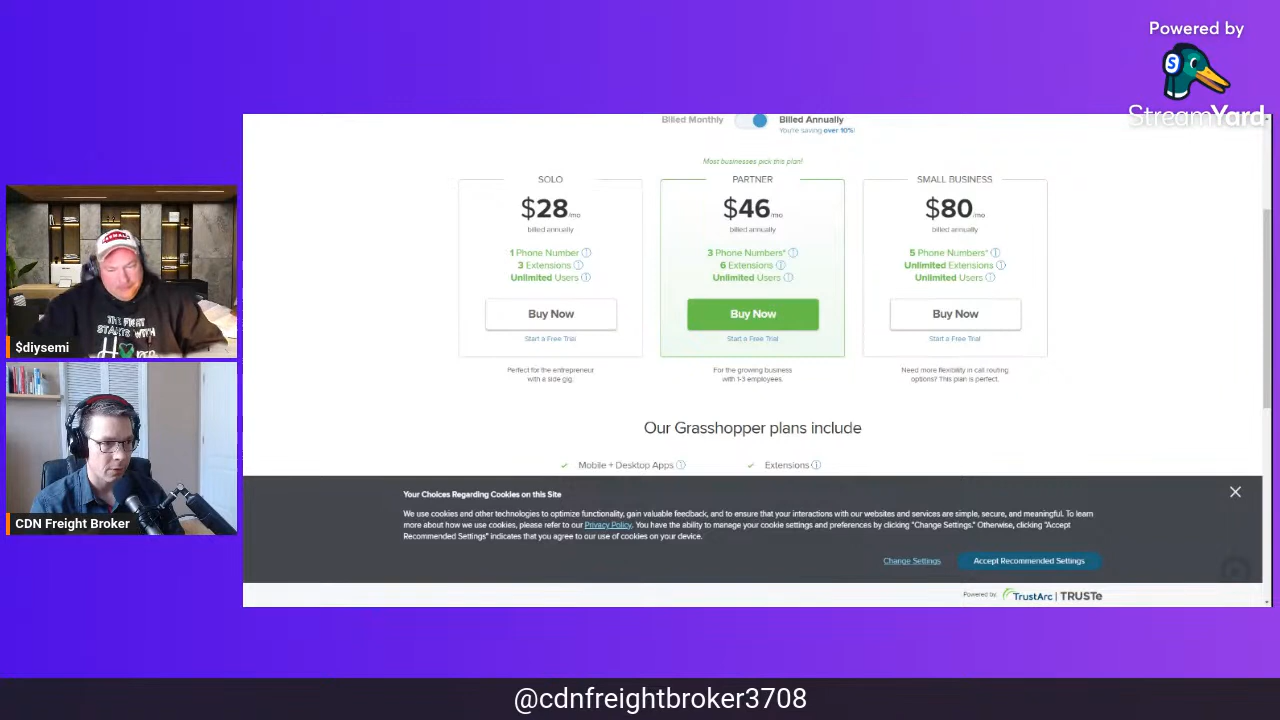 Powered by
StreamYard
Billed Monthly
Billed Annually
You're saving over 10%!
Most businesses pick this plan!
SOLO
$28/mo
billed annually
1 Phone Number
3 Extensions
Unlimited Users
Buy Now
Start a Free Trial
Perfect for the entrepreneur
with a side gig.
PARTNER
$46/mo
billed annually
3 Phone Numbers*
6 Extensions
Unlimited Users
Buy Now
Start a Free Trial
For the growing business
with 1-3 employees.
SMALL BUSINESS
$80/mo
billed annually
5 Phone Numbers*
Unlimited Extensions
Unlimited Users
Buy Now
Start a Free Trial
Need more flexibility in call routing
options? This plan is perfect.
Our Grasshopper plans include
Mobile + Desktop Apps
Extensions
Your Choices Regarding Cookies on this Site
We use cookies and other technologies to optimize functionality, gain valuable feedback, and to ensure that your interactions with our websites and services are simple, secure, and meaningful. To learn
more about how we use cookies, please refer to our Privacy Policy. You have the ability to manage your cookie settings and preferences by clicking "Change Settings." Otherwise, clicking "Accept
Recommended Settings" indicates that you agree to our use of cookies on your device.
Change Settings
Accept Recommended Settings
Powered by:
TrustArc | TRUSTe
THE FIRST
STARTS WITH
$diysemi
CDN Freight Broker
@cdnfreightbroker3708